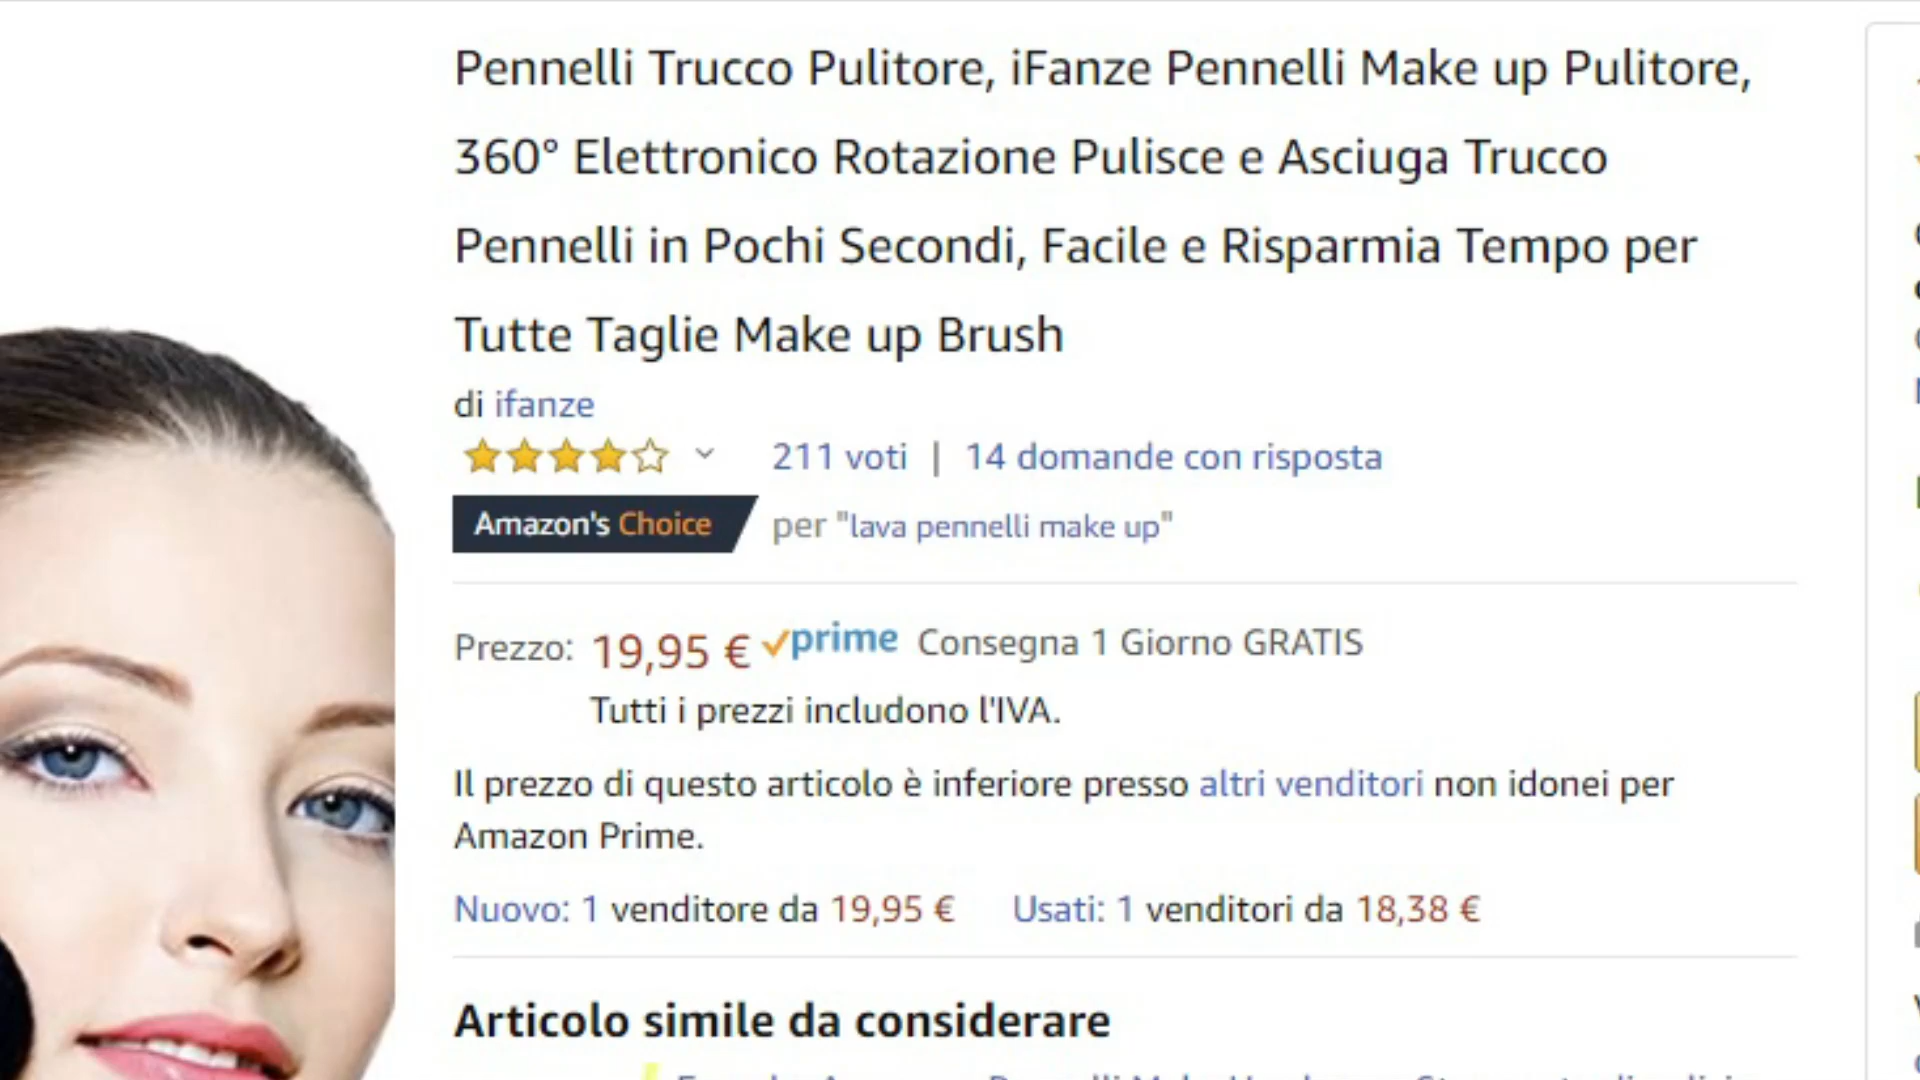 Pennelli Trucco Pulitore, iFanze Pennelli Make up Pulitore,
360° Elettronico Rotazione Pulisce e Asciuga Trucco
Pennelli in Pochi Secondi, Facile e Risparmia Tempo per
Tutte Taglie Make up Brush
di ifanze
211 voti | 14 domande con risposta
Amazon's Choice per "lava pennelli make up"
Prezzo: 19,95 € prime Consegna 1 Giorno GRATIS
Tutti i prezzi includono l'IVA.
Il prezzo di questo articolo è inferiore presso altri venditori non idonei per
Amazon Prime.
Nuovo: 1 venditore da 19,95 € Usati: 1 venditori da 18,38 €
Articolo simile da considerare